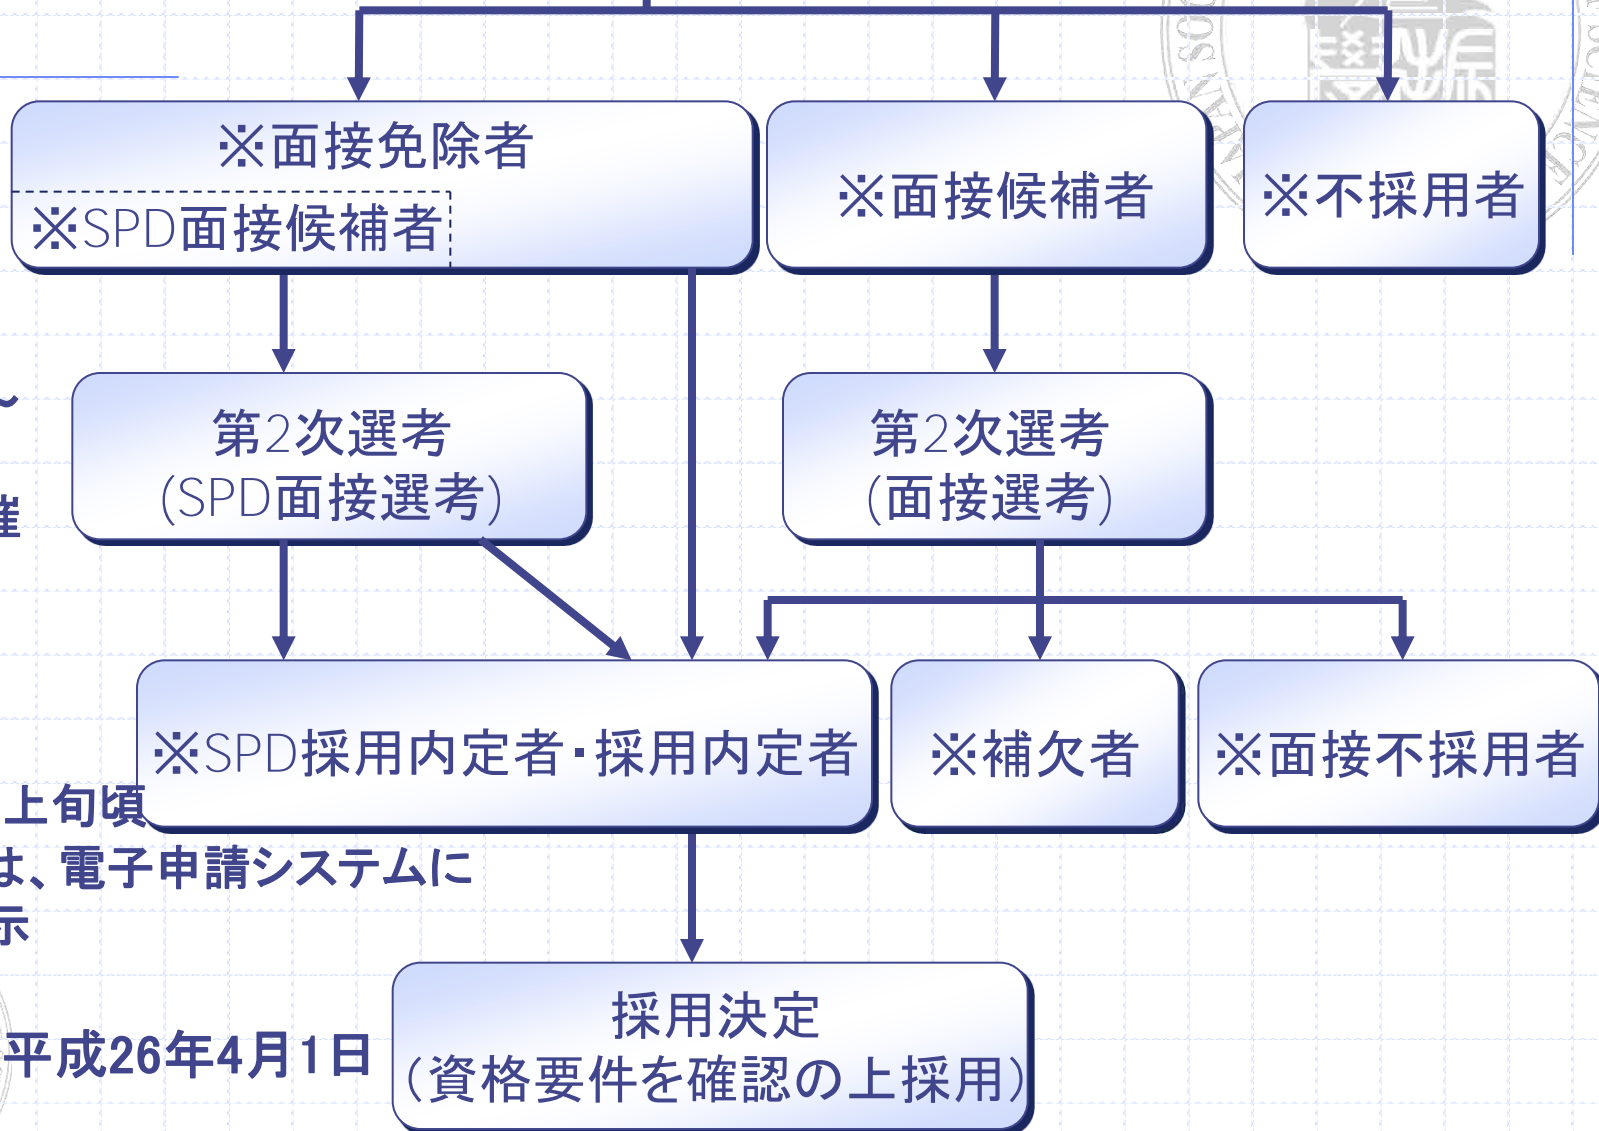 ※面接免除者
※SPD面接候補者
※面接候補者
※不採用者
第2次選考
(SPD面接選考)
第2次選考
(面接選考)
※SPD採用内定者・採用内定者
※補欠者
※面接不採用者
上旬頃
は、電子申請システムに
示
平成26年4月1日
採用決定
(資格要件を確認の上採用)
～
催